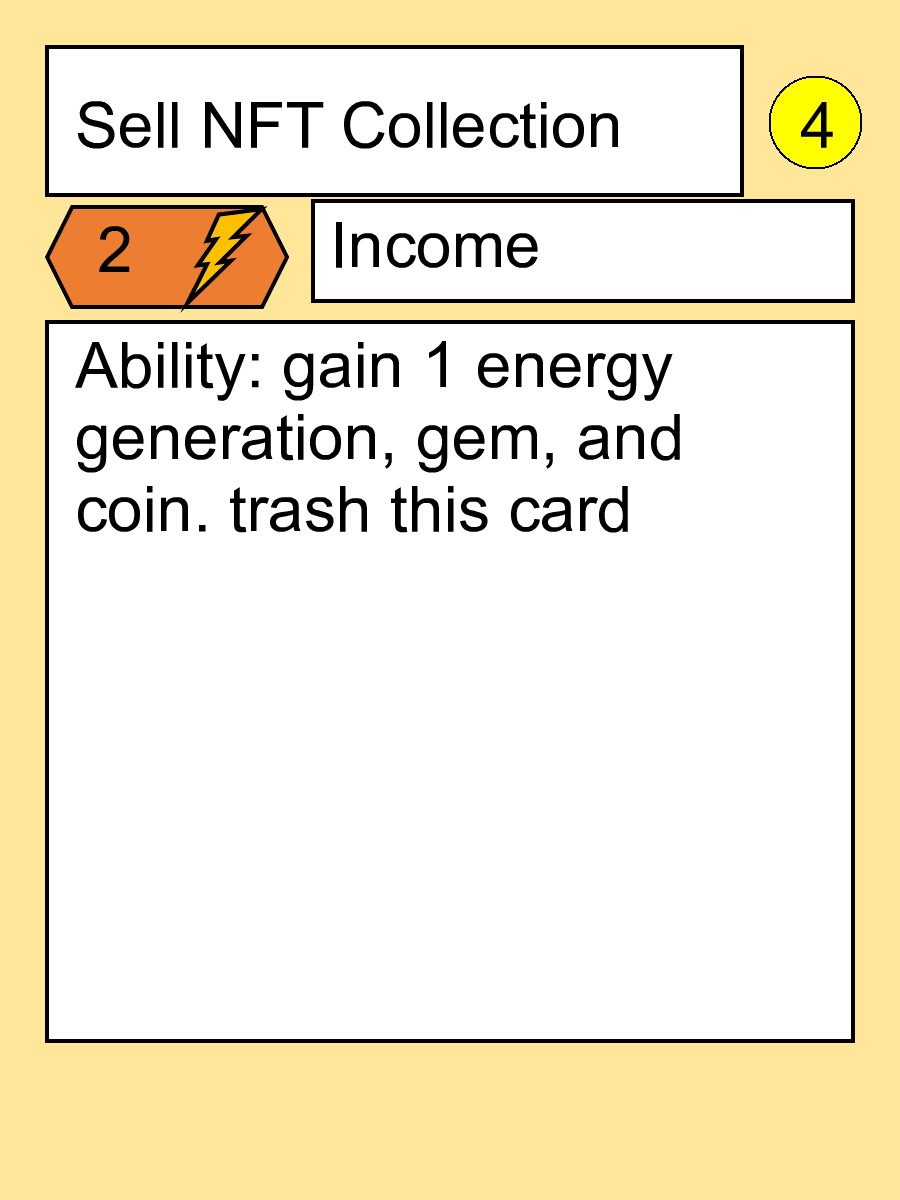 Sell NFT Collection
4
2
Income
Ability: gain 1 energy
generation, gem, and
coin. trash this card